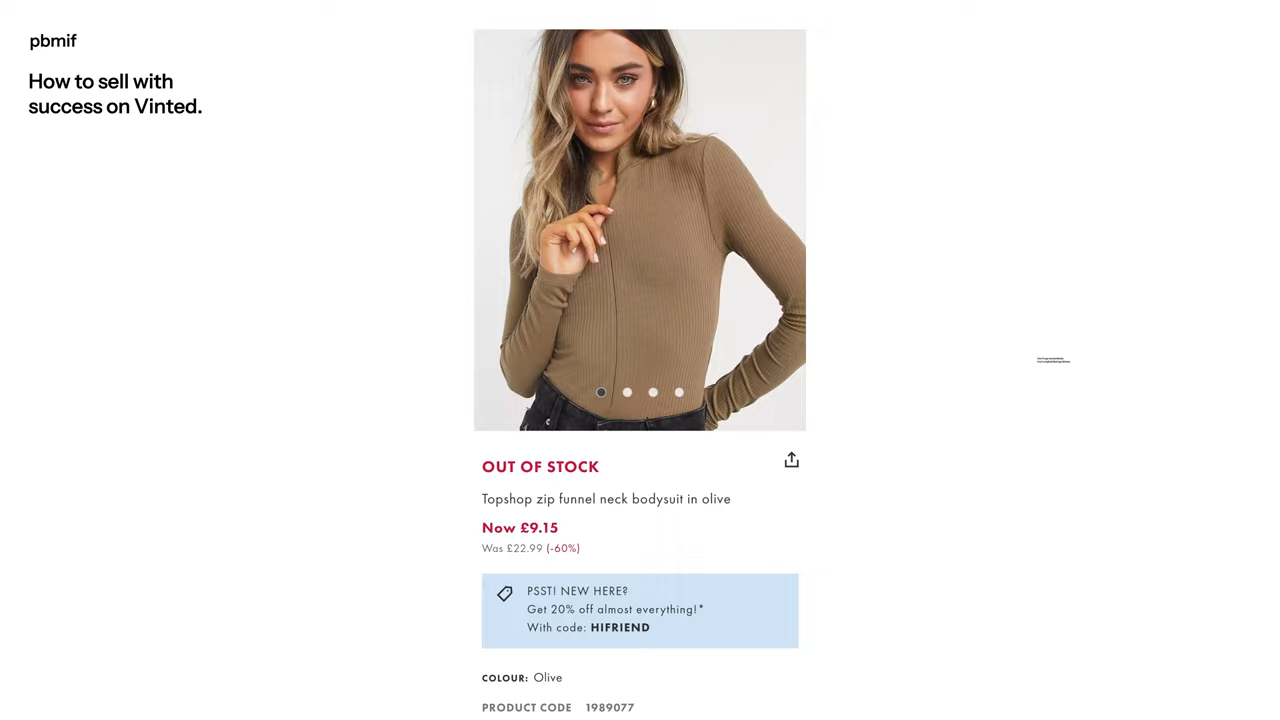 pbmif
How to sell with
success on Vinted.
OUT OF STOCK
Topshop zip funnel neck bodysuit in olive
Now £9.15
Was £22.99 (-60%)
PSST! NEW HERE?
Get 20% off almost everything!*
With code: HIFRIEND
COLOUR: Olive
PRODUCT CODE 1989077